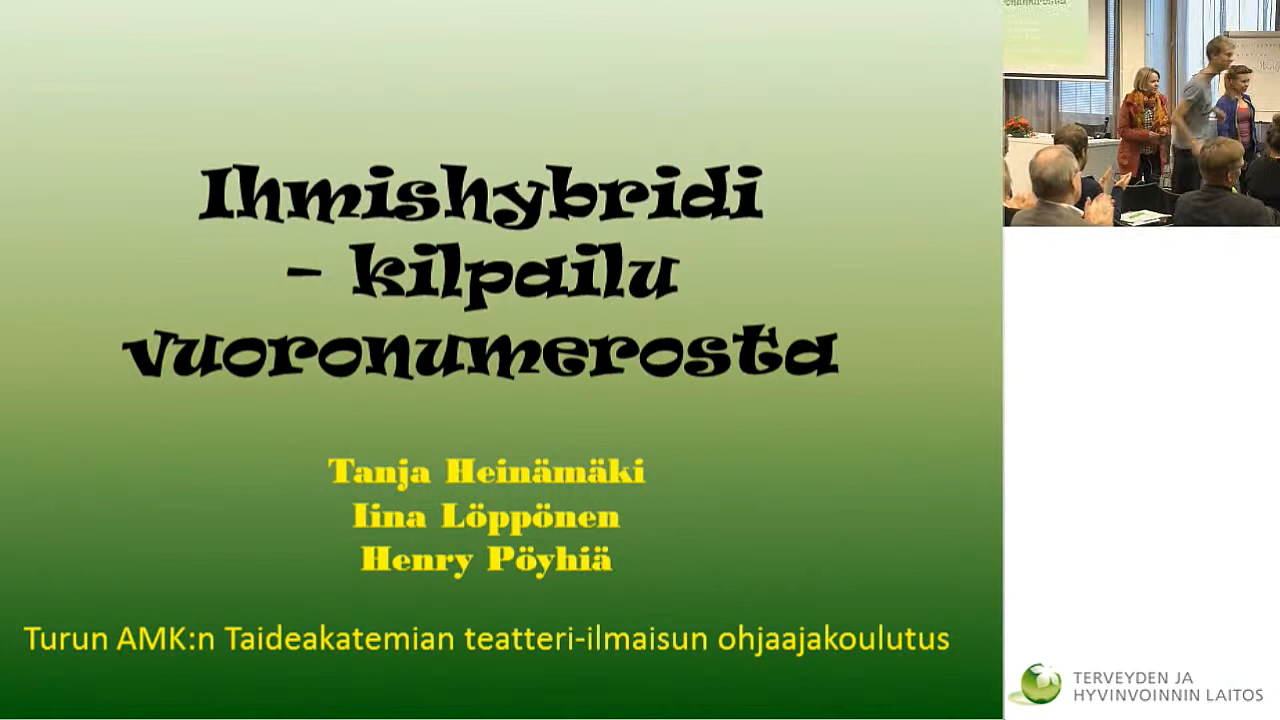 Ihmishybridi
- kilpailu
vuoronumerosta
Tanja Heinämäki
Iina Löppönen
Henry Pöyhiä
Turun AMK:n Taideakatemian teatteri-ilmaisun ohjaajakoulutus
TERVEYDEN JA
HYVINVOINNIN LAITOS